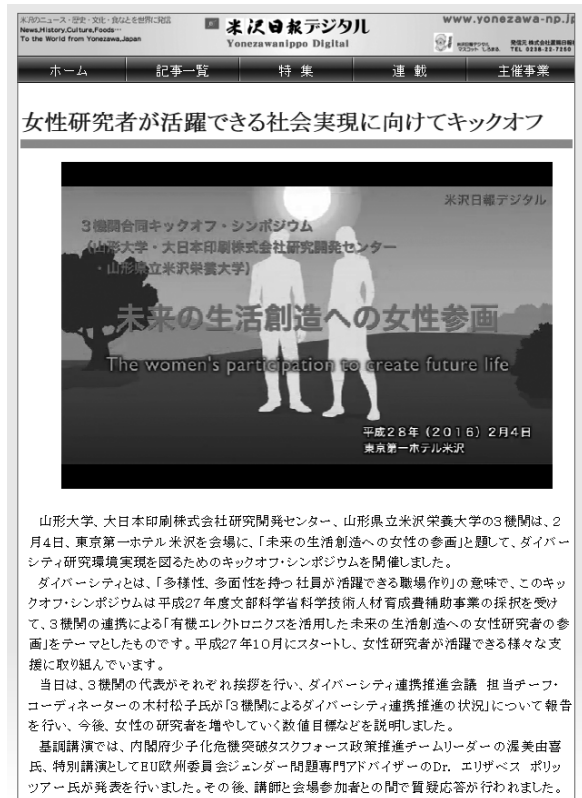 米沢のニュース・歴史・文化・食などを世界に発信
News,History,Culture,Foods…
To the World from Yonezawa,Japan
米沢日報デジタル
Yonezawanippo Digital
www.yonezawa-np.jp
TEL 0238-22-7250
ホーム 記事一覧 特 集 連 載 主催事業
女性研究者が活躍できる社会実現に向けてキックオフ
米沢日報デジタル
3機関合同キックオフ・シンポジウム
(山形大学・大日本印刷株式会社研究開発センター
・山形県立米沢栄養大学)
未来の生活創造への女性参画
The women's participation to create future life
平成28年(2016)2月4日
東京第一ホテル米沢
山形大学、大日本印刷株式会社研究開発センター、山形県立米沢栄養大学の3機関は、2
月4日、東京第一ホテル米沢を会場に、「未来の生活創造への女性の参画」と題して、ダイバー
シティ研究環境実現を図るためのキックオフ・シンポジウムを開催しました。
ダイバーシティとは、「多様性、多面性を持つ社員が活躍できる職場作り」の意味で、このキッ
クオフ・シンポジウムは平成27年度文部科学省科学技術人材育成費補助事業の採択を受け
て、3機関の連携による「有機エレクトロニクスを活用した未来の生活創造への女性研究者の参
画」をテーマとしたものです。平成27年10月にスタートし、女性研究者が活躍できる様々な支
援に取り組んでいます。
当日は、3機関の代表がそれぞれ挨拶を行い、ダイバーシティ連携推進会議 担当チーフ・
コーディネーターの木村松子氏が「3機関によるダイバーシティ連携推進の状況」について報告
を行い、今後、女性の研究者を増やしていく数値目標などを説明しました。
基調講演では、内閣府少子化危機突破タスクフォース政策推進チームリーダーの渥美由喜
氏、特別講演としてEU欧州委員会ジェンダー問題専門アドバイザーのDr. エリザベス ポリッ
ツアー氏が発表を行いました。その後、講師と会場参加者との間で質疑応答が行われました。